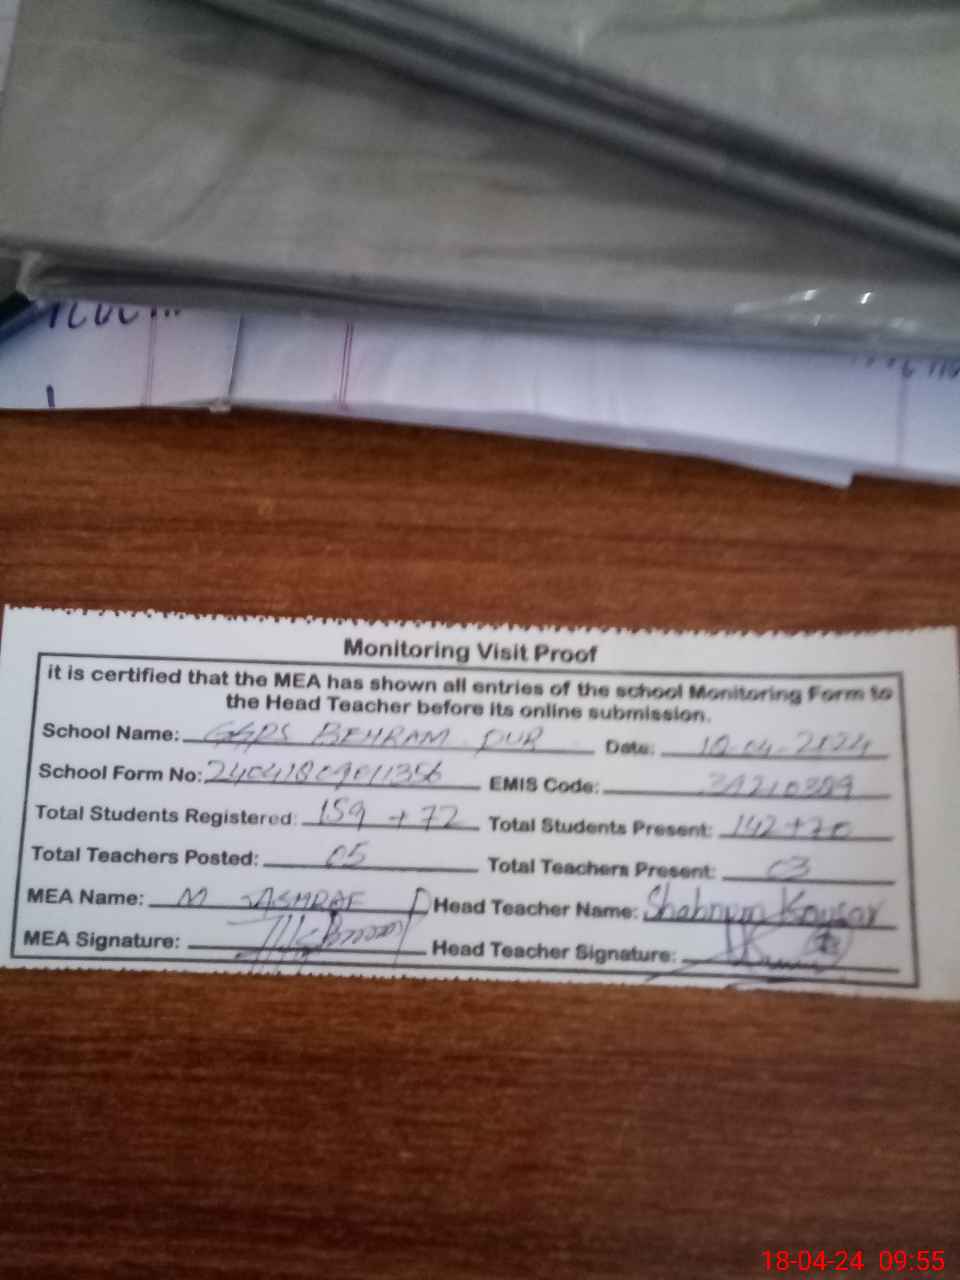 Monitoring Visit Proof
it is certified that the MEA has shown all entries of the school Monitoring Form to
the Head Teacher before its online submission.
School Name: GGPS BEHRAM PUR Date: 18-04-2024
School Form No: 24041809011356 EMIS Code:
Total Students Registered: 159 + 72 Total Students Present: 142+70
Total Teachers Posted: 05 Total Teachers Present: 03
MEA Name: M ASHRAF Head Teacher Name: Shabnum Kousar
MEA Signature: Head Teacher Signature:
18-04-24 09:55